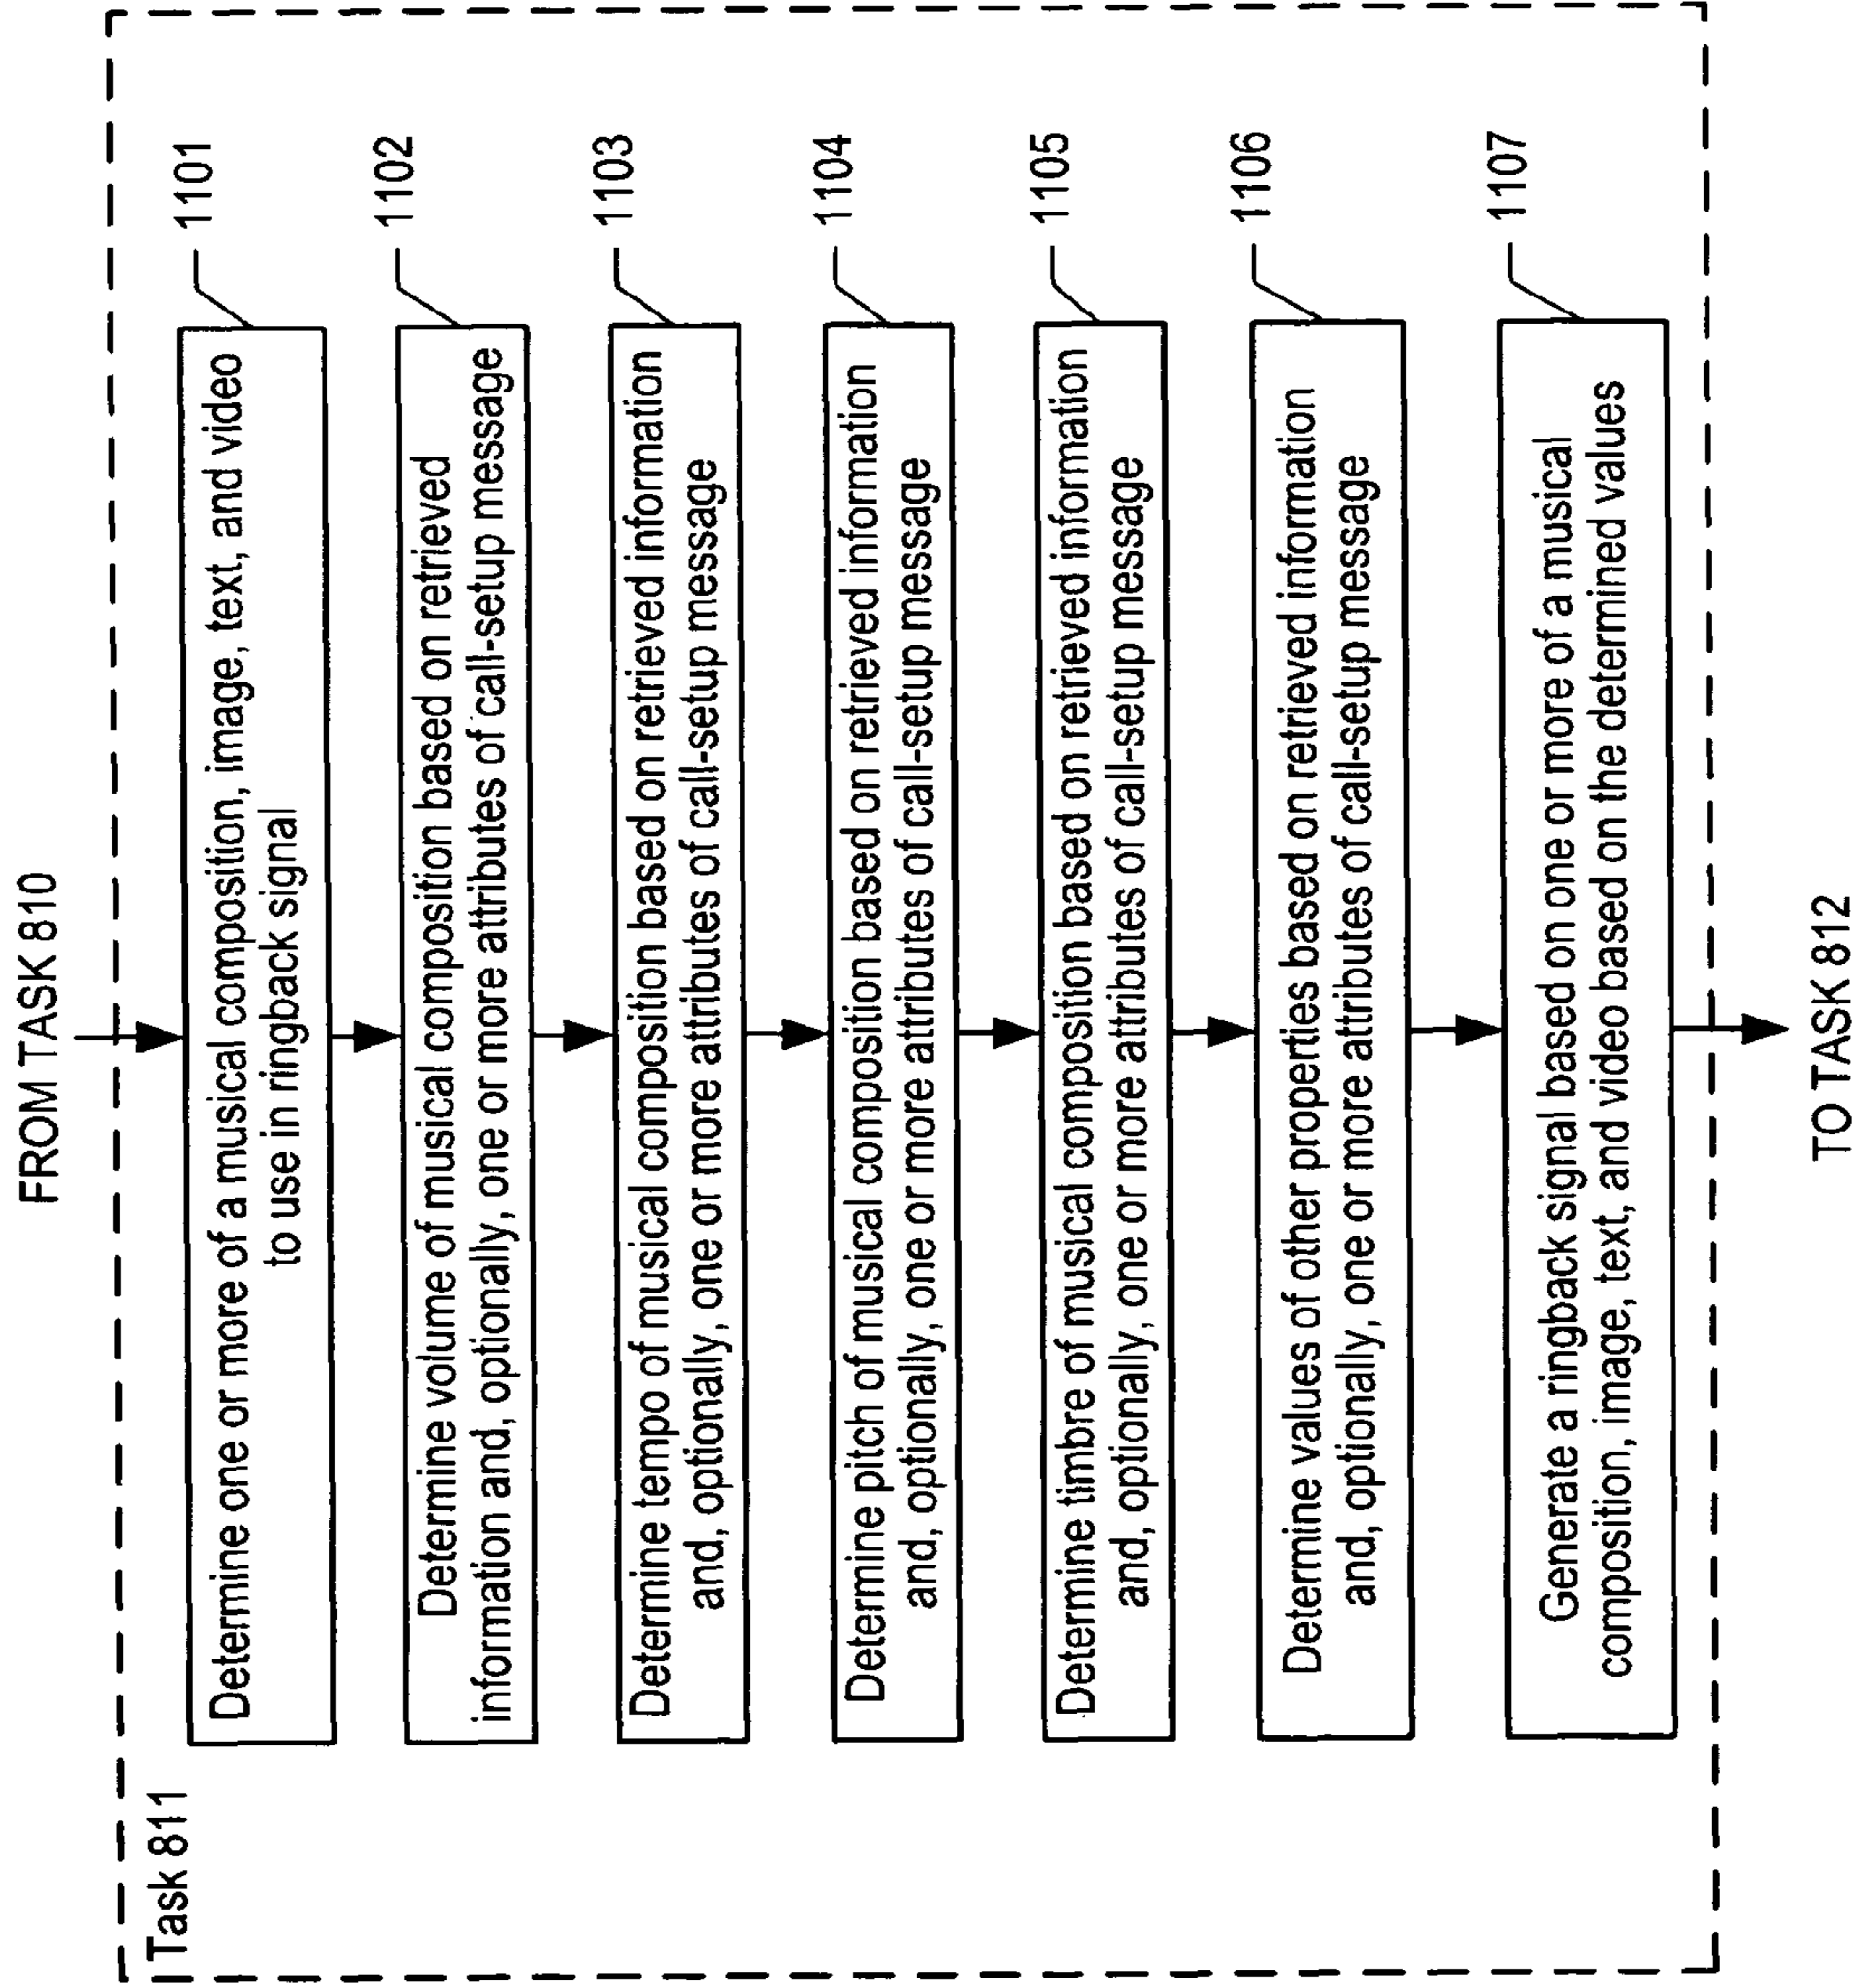 FROM TASK 810
Task 811
Determine one or more of a musical composition, image, text, and video
to use in ringback signal
1101
Determine volume of musical composition based on retrieved
information and, optionally, one or more attributes of call-setup message
1102
Determine tempo of musical composition based on retrieved information
and, optionally, one or more attributes of call-setup message
1103
Determine pitch of musical composition based on retrieved information
and, optionally, one or more attributes of call-setup message
1104
Determine timbre of musical composition based on retrieved information
and, optionally, one or more attributes of call-setup message
1105
Determine values of other properties based on retrieved information
and, optionally, one or more attributes of call-setup message
1106
Generate a ringback signal based on one or more of a musical
composition, image, text, and video based on the determined values
1107
TO TASK 812